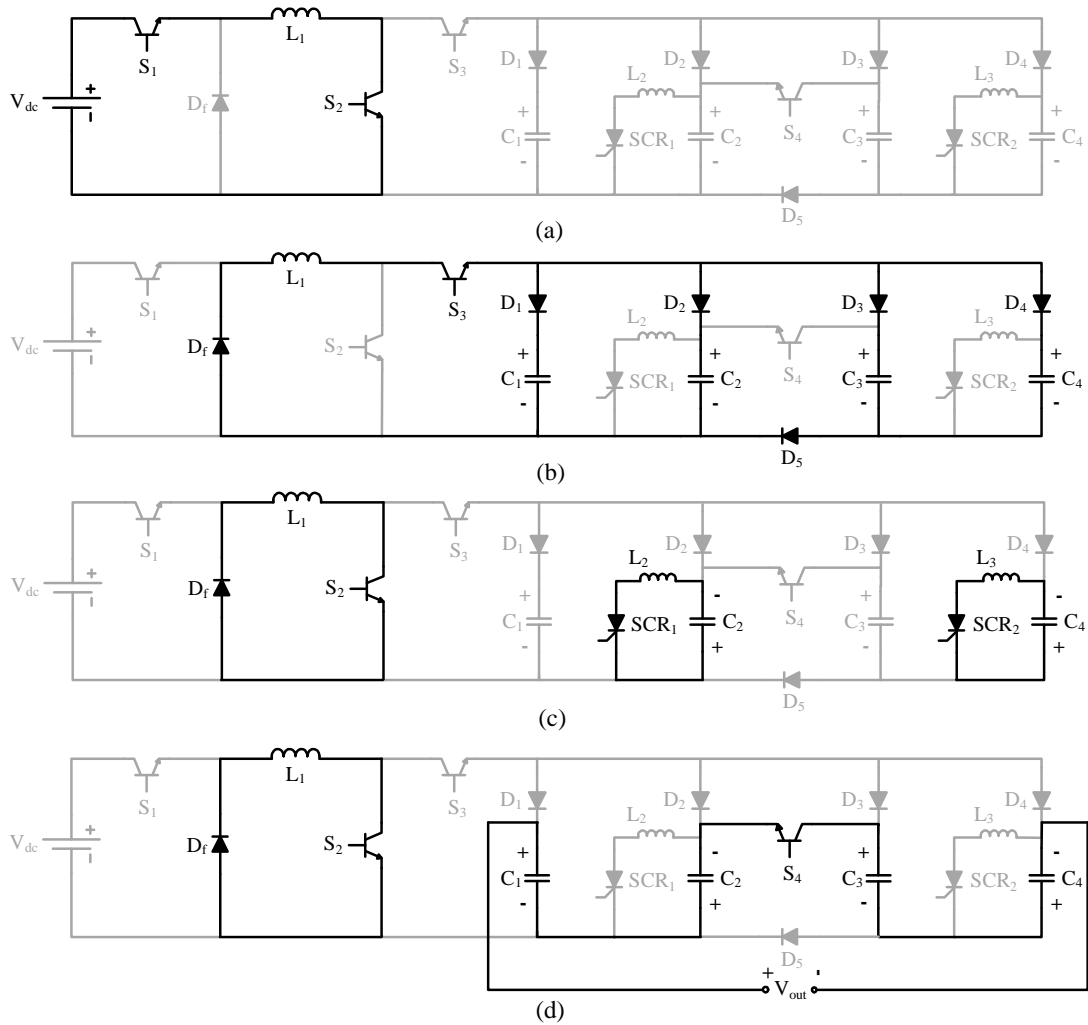 L1
S1
S3
D1
D2
D3
D4
L2
L3
Vdc
+
-
Df
S2
+
C1
-
SCR1
+
C2
-
S4
+
C3
-
SCR2
+
C4
-
D5
(a)
L1
S1
S3
D1
D2
D3
D4
L2
L3
Vdc
+
-
Df
S2
+
C1
-
SCR1
+
C2
-
S4
+
C3
-
SCR2
+
C4
-
D5
(b)
L1
S1
S3
D1
D2
D3
D4
L2
L3
Vdc
+
-
Df
S2
+
C1
-
SCR1
-
C2
+
S4
+
C3
-
SCR2
-
C4
+
D5
(c)
L1
S1
S3
D1
D2
D3
D4
L2
L3
Vdc
+
-
Df
S2
+
C1
-
SCR1
-
C2
+
S4
+
C3
-
SCR2
-
C4
+
D5
+ Vout -
(d)